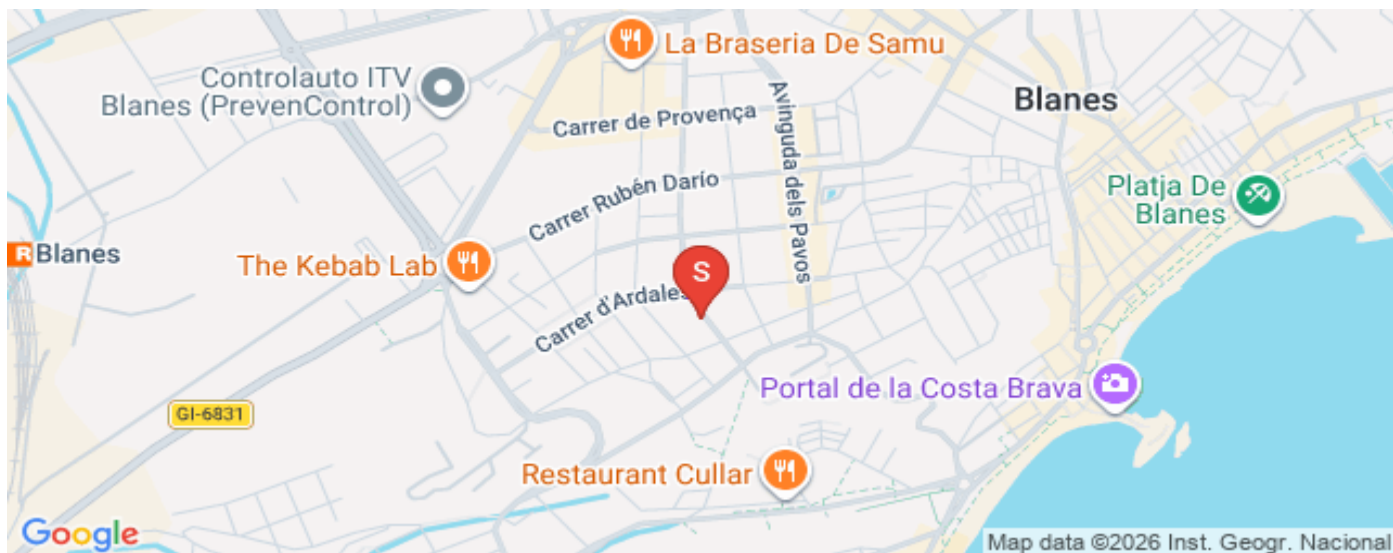 La Braseria De Samu
Controlauto ITV
Blanes (PrevenControl)
Blanes
Carrer de Provença
Avinguda dels Pavos
Carrer Rubén Darío
Platja De
Blanes
R Blanes
The Kebab Lab
S
Carrer d'Ardales
Portal de la Costa Brava
GI-6831
Restaurant Cullar
Google
Map data ©2026 Inst. Geogr. Nacional